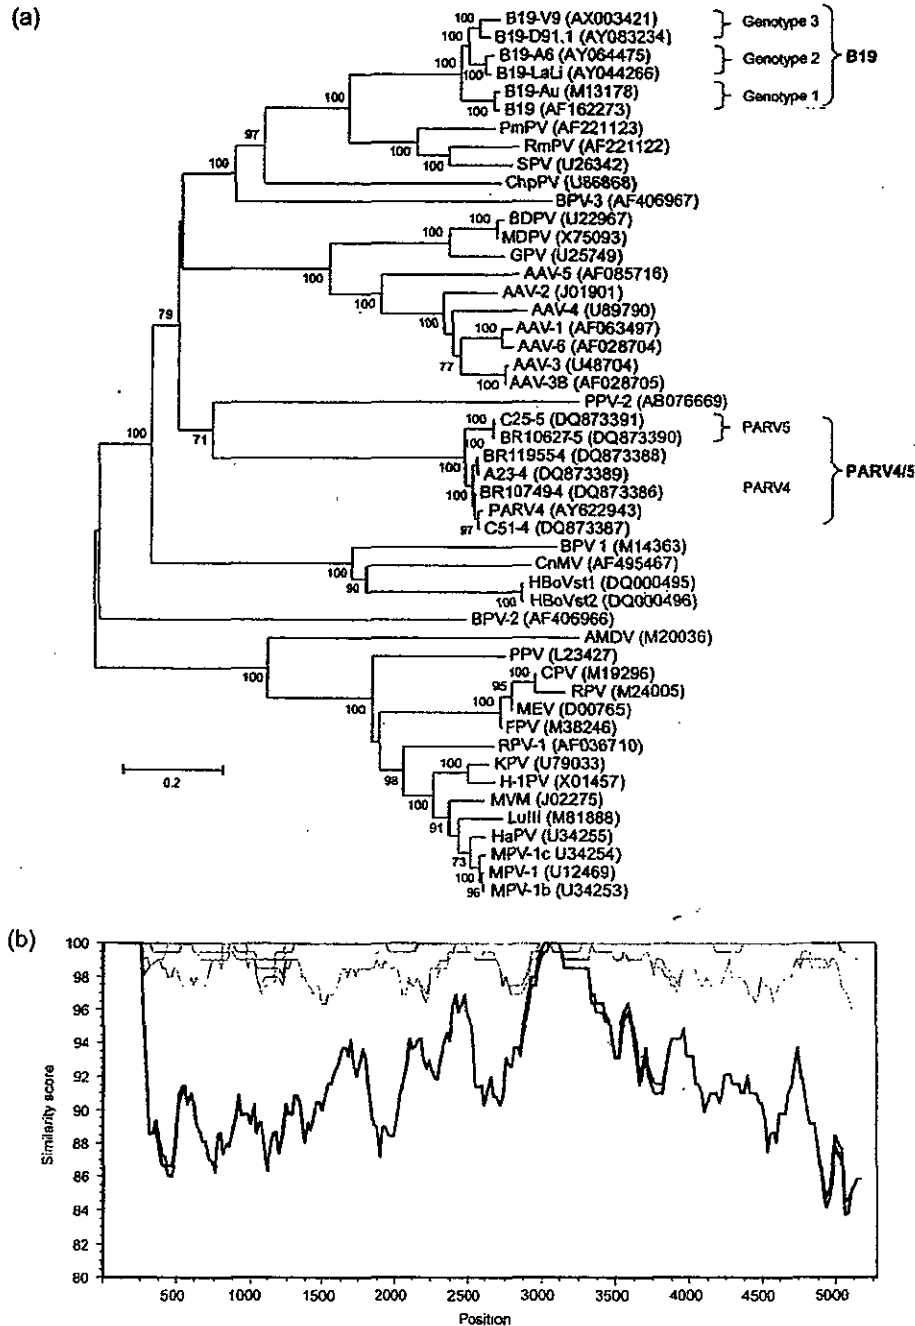 (a)
100
B19-V9 (AX003421)
Genotype 3
100
B19-D91.1 (AY083234)
B19-A6 (AY064475)
Genotype 2
B19
100
100
B19-LaLi (AY044266)
B19-Au (M13178)
Genotype 1
100
100
B19 (AF162273)
PmPV (AF221123)
97
RmPV (AF221122)
100
100
SPV (U26342)
100
ChpPV (U86868)
BPV-3 (AF406967)
100
BDPV (U22967)
MDPV (X75093)
100
GPV (U25749)
100
AAV-5 (AF085716)
100
AAV-2 (J01901)
100
AAV-4 (U89790)
79
100
AAV-1 (AF063497)
AAV-6 (AF028704)
77
AAV-3 (U48704)
100
AAV-3B (AF028705)
PPV-2 (AB076669)
100
C25-5 (DQ873391)
PARV5
71
100
BR10627-5 (DQ873390)
100
100
BR11955-4 (DQ873388)
A23-4 (DQ873389)
PARV4/5
100
BR10749-4 (DQ873386)
PARV4
PARV4 (AY622943)
97
C51-4 (DQ873387)
BPV 1 (M14363)
100
CnMV (AF495467)
90
HBoVst1 (DQ000495)
100
HBoVst2 (DQ000496)
BPV-2 (AF406966)
AMDV (M20036)
100
PPV (L23427)
100
CPV (M19296)
95
RPV (M24005)
100
100
MEV (D00765)
FPV (M38246)
RPV-1 (AF036710)
98
100
KPV (U79033)
0.2
100
H-1PV (X01457)
MVM (J02275)
91
LuIII (M81888)
HaPV (U34255)
73
MPV-1c U34254)
100
MPV-1 (U12469)
96
MPV-1b (U34253)
(b)
100
98
96
94
92
90
88
86
84
82
80
Similarity score
500
1000
1500
2000
2500
3000
3500
4000
4500
5000
Position